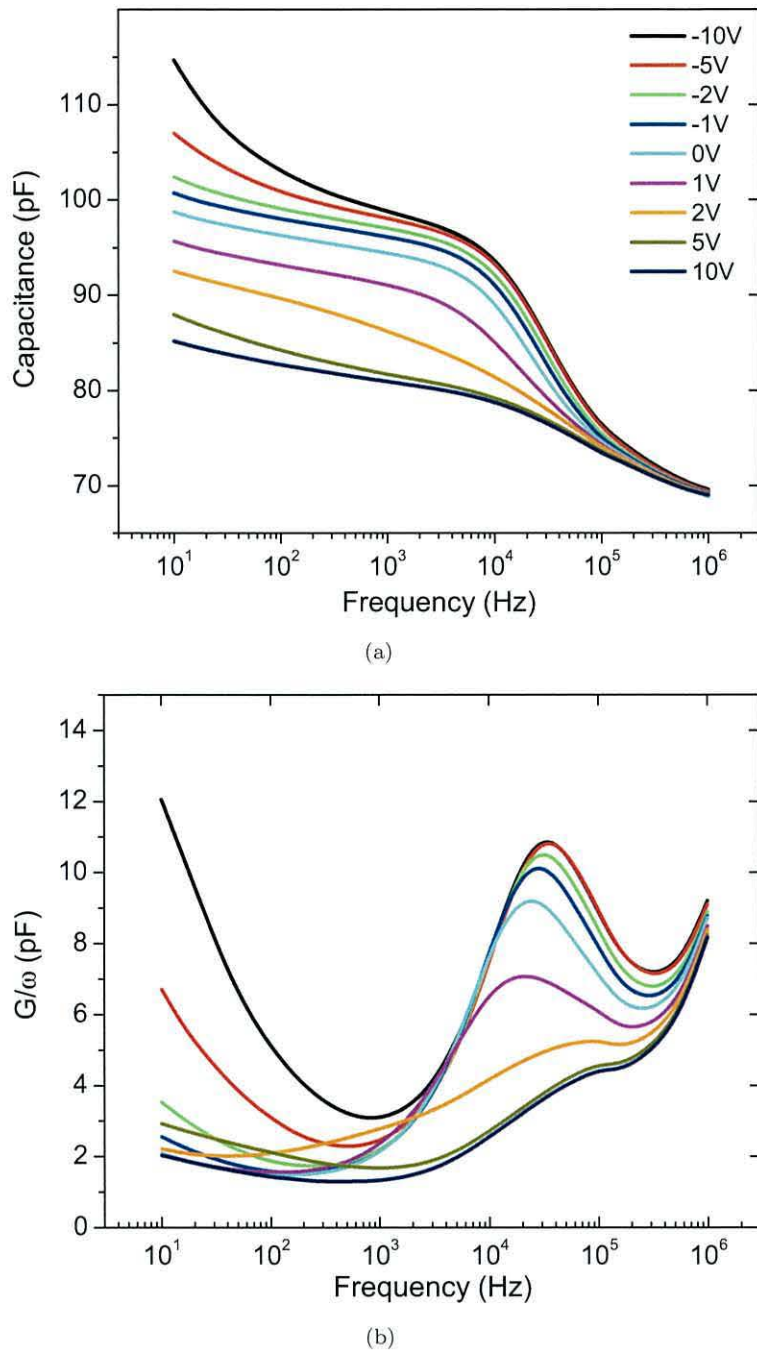 -10V
-5V
-2V
-1V
0V
1V
2V
5V
10V
110
100
90
80
70
Capacitance (pF)
10¹ 10² 10³ 10⁴ 10⁵ 10⁶
Frequency (Hz)
(a)
14
12
10
8
6
4
2
0
G/ω (pF)
10¹ 10² 10³ 10⁴ 10⁵ 10⁶
Frequency (Hz)
(b)